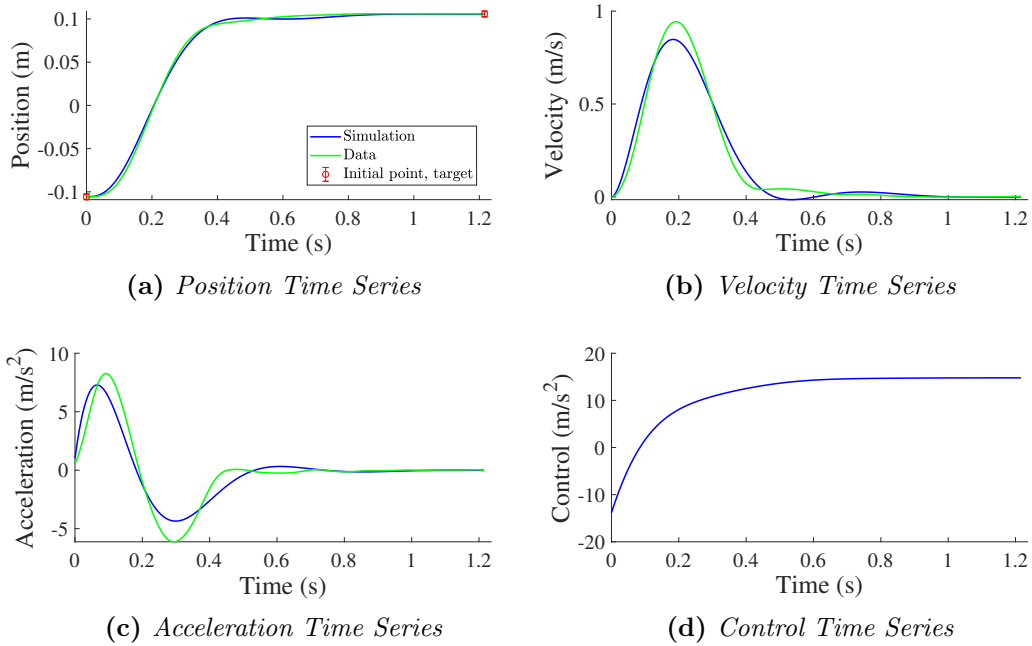 0.1
0.05
0
-0.05
-0.1
Position (m)
Simulation
Data
Initial point, target
0 0.2 0.4 0.6 0.8 1 1.2
Time (s)
(a) Position Time Series
1
0.5
0
Velocity (m/s)
0 0.2 0.4 0.6 0.8 1 1.2
Time (s)
(b) Velocity Time Series
10
5
0
-5
Acceleration (m/s²)
0 0.2 0.4 0.6 0.8 1 1.2
Time (s)
(c) Acceleration Time Series
20
10
0
-10
-20
Control (m/s²)
0 0.2 0.4 0.6 0.8 1 1.2
Time (s)
(d) Control Time Series